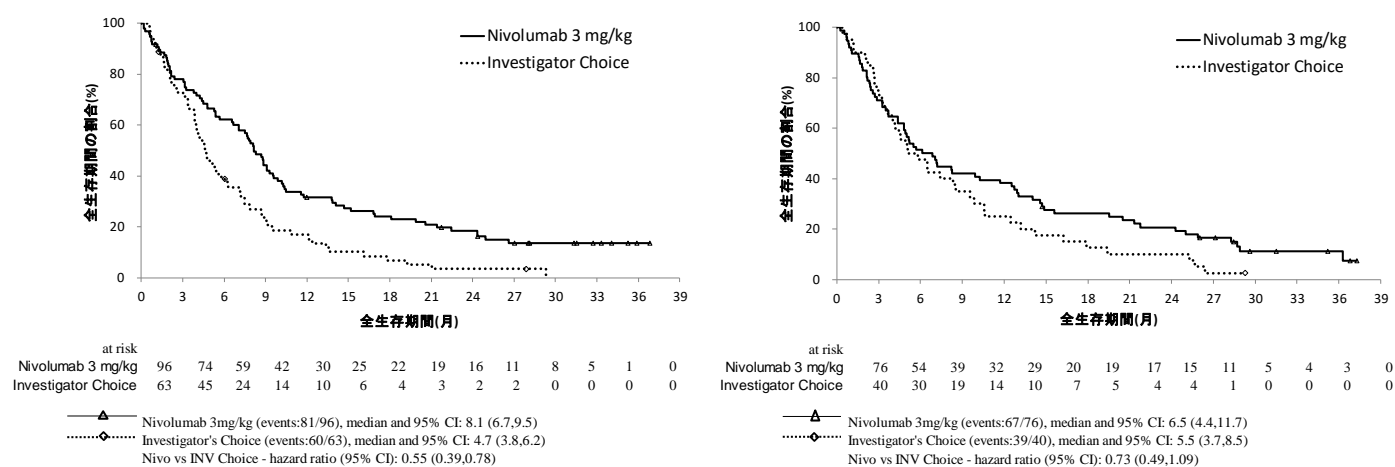 100
80
60
40
20
0
全生存期間の割合(%)
Nivolumab 3 mg/kg
Investigator Choice
0 3 6 9 12 15 18 21 24 27 30 33 36 39
全生存期間(月)
at risk
Nivolumab 3 mg/kg 96 74 59 42 30 25 22 19 16 11 8 5 1 0
Investigator Choice 63 45 24 14 10 6 4 3 2 2 0 0 0 0
Nivolumab 3mg/kg (events:81/96), median and 95% CI: 8.1 (6.7,9.5)
Investigator's Choice (events:60/63), median and 95% CI: 4.7 (3.8,6.2)
Nivo vs INV Choice - hazard ratio (95% CI): 0.55 (0.39,0.78)
100
80
60
40
20
0
全生存期間の割合(%)
Nivolumab 3 mg/kg
Investigator Choice
0 3 6 9 12 15 18 21 24 27 30 33 36 39
全生存期間(月)
at risk
Nivolumab 3 mg/kg 76 54 39 32 29 20 19 17 15 11 5 4 3 0
Investigator Choice 40 30 19 14 10 7 5 4 4 1 0 0 0 0
Nivolumab 3mg/kg (events:67/76), median and 95% CI: 6.5 (4.4,11.7)
Investigator's Choice (events:39/40), median and 95% CI: 5.5 (3.7,8.5)
Nivo vs INV Choice - hazard ratio (95% CI): 0.73 (0.49,1.09)